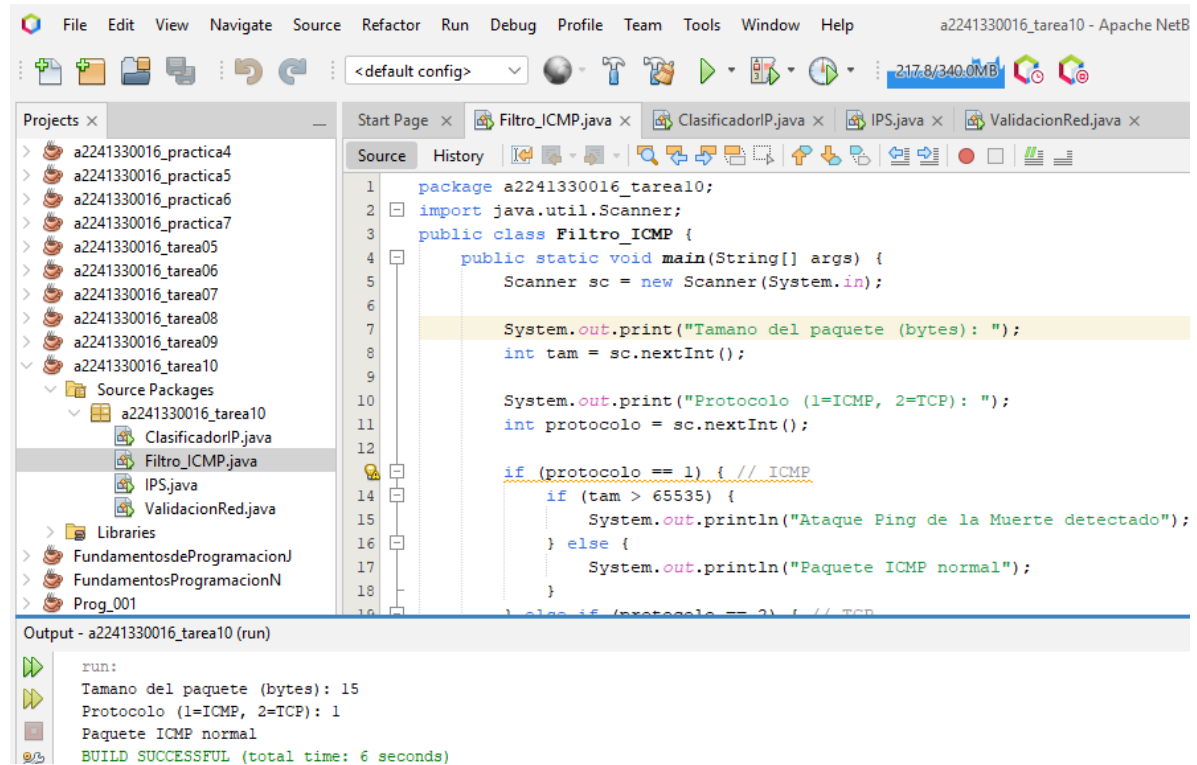 File Edit View Navigate Source Refactor Run Debug Profile Team Tools Window Help a2241330016_tarea10 - Apache NetB
<default config> 217.8/340.0MB
Projects
a2241330016_practica4
a2241330016_practica5
a2241330016_practica6
a2241330016_practica7
a2241330016_tarea05
a2241330016_tarea06
a2241330016_tarea07
a2241330016_tarea08
a2241330016_tarea09
a2241330016_tarea10
Source Packages
a2241330016_tarea10
ClasificadorIP.java
Filtro_ICMP.java
IPS.java
ValidacionRed.java
Libraries
FundamentosdeProgramacionJ
FundamentosProgramacionN
Prog_001
Start Page Filtro_ICMP.java ClasificadorIP.java IPS.java ValidacionRed.java
Source History
1 package a2241330016_tarea10;
2 import java.util.Scanner;
3 public class Filtro_ICMP {
4 public static void main(String[] args) {
5 Scanner sc = new Scanner(System.in);
6
7 System.out.print("Tamano del paquete (bytes): ");
8 int tam = sc.nextInt();
9
10 System.out.print("Protocolo (1=ICMP, 2=TCP): ");
11 int protocolo = sc.nextInt();
12
if (protocolo == 1) { // ICMP
14 if (tam > 65535) {
15 System.out.println("Ataque Ping de la Muerte detectado");
16 } else {
17 System.out.println("Paquete ICMP normal");
18 }
19 } else if (protocolo == 2) { // TCP
Output - a2241330016_tarea10 (run)
run:
Tamano del paquete (bytes): 15
Protocolo (1=ICMP, 2=TCP): 1
Paquete ICMP normal
BUILD SUCCESSFUL (total time: 6 seconds)